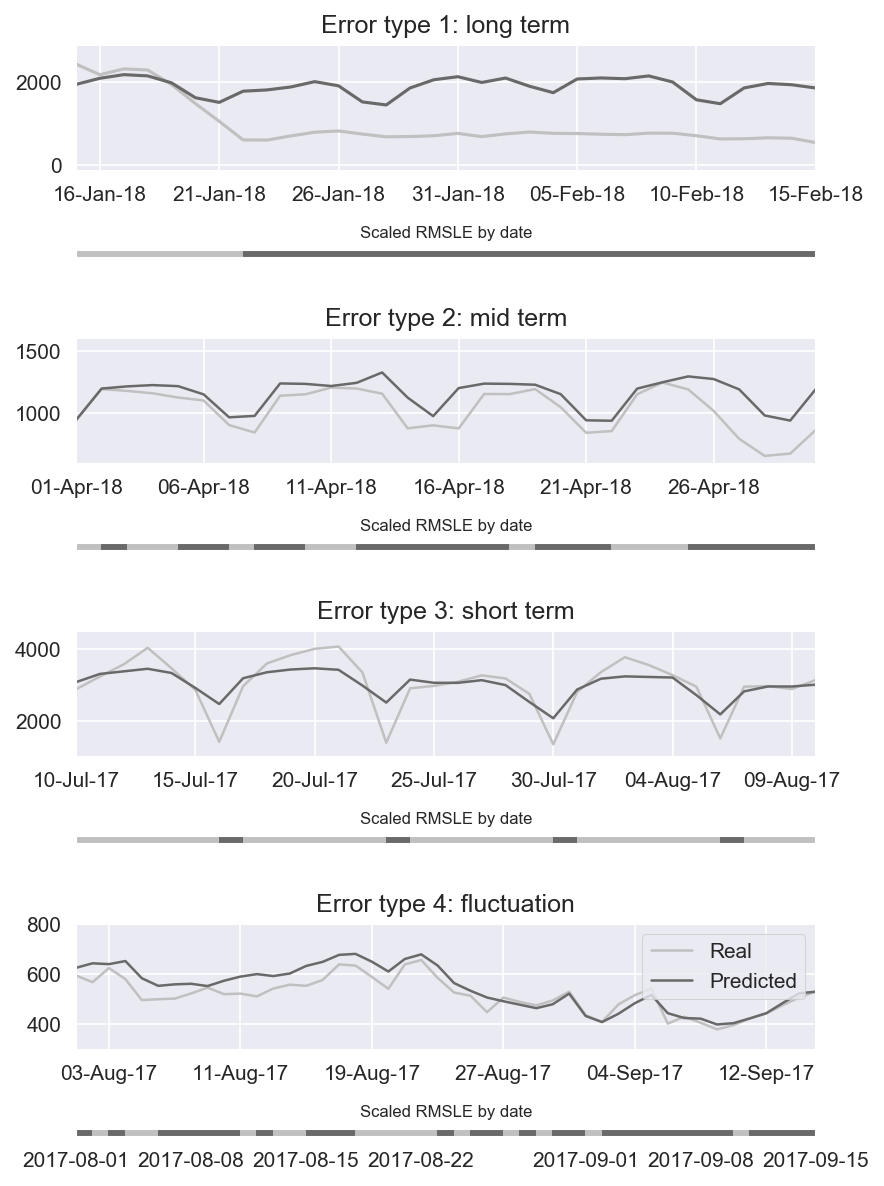 Error type 1: long term
2000
0
16-Jan-18 21-Jan-18 26-Jan-18 31-Jan-18 05-Feb-18 10-Feb-18 15-Feb-18
Scaled RMSLE by date
Error type 2: mid term
1500
1000
01-Apr-18 06-Apr-18 11-Apr-18 16-Apr-18 21-Apr-18 26-Apr-18
Scaled RMSLE by date
Error type 3: short term
4000
2000
10-Jul-17 15-Jul-17 20-Jul-17 25-Jul-17 30-Jul-17 04-Aug-17 09-Aug-17
Scaled RMSLE by date
Error type 4: fluctuation
800
Real
600
Predicted
400
03-Aug-17 11-Aug-17 19-Aug-17 27-Aug-17 04-Sep-17 12-Sep-17
Scaled RMSLE by date
2017-08-01 2017-08-08 2017-08-15 2017-08-22 2017-09-01 2017-09-08 2017-09-15